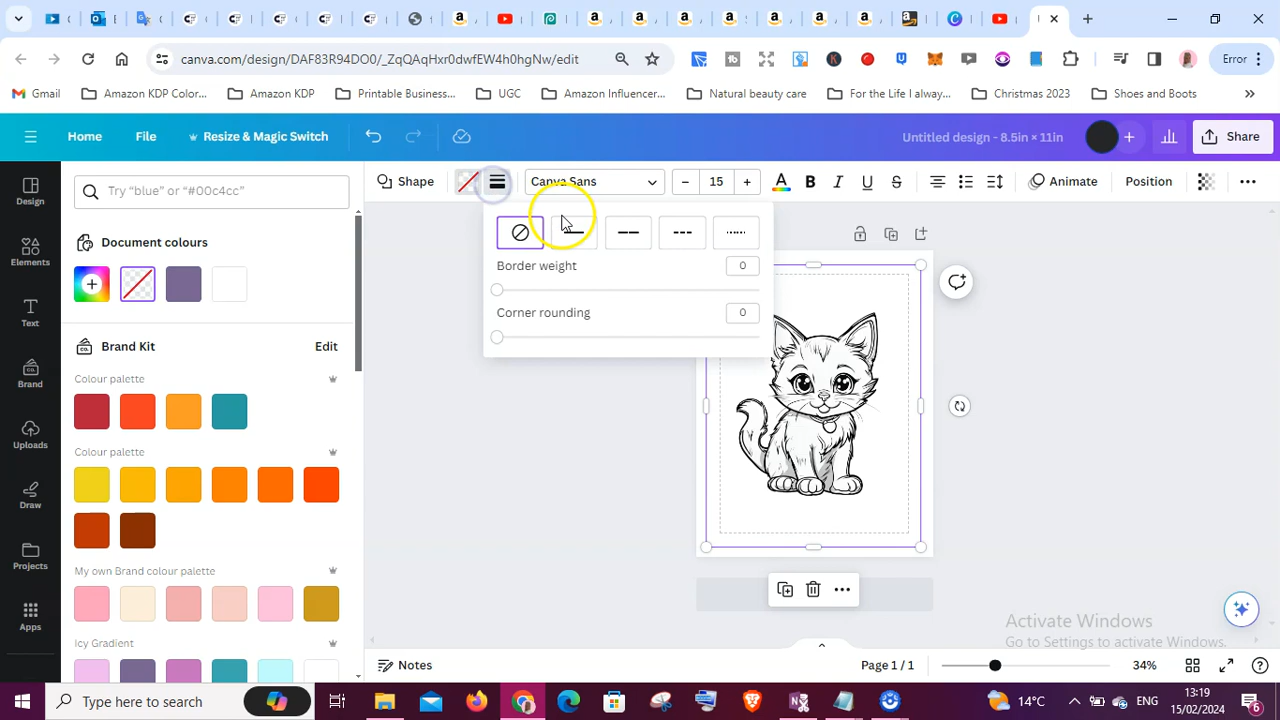 canva.com/design/DAF83R94DO0/_ZqQAqHxr0dwfEW4h0hgNw/edit
Error
Gmail
Amazon KDP Color...
Amazon KDP
Printable Business...
UGC
Amazon Influencer...
Natural beauty care
For the Life I alway...
Christmas 2023
Shoes and Boots
Home
File
Resize & Magic Switch
Untitled design - 8.5in × 11in
Share
Design
Elements
Text
Brand
Uploads
Draw
Projects
Apps
Try “blue” or “#00c4cc”
Document colours
Brand Kit
Edit
Colour palette
Colour palette
My own Brand colour palette
Icy Gradient
Shape
Canva Sans
15
A
B
I
U
S
Animate
Position
Border weight
0
Corner rounding
0
Activate Windows
Go to Settings to activate Windows.
Notes
Page 1 / 1
34%
Type here to search
14°C
ENG
13:19
15/02/2024